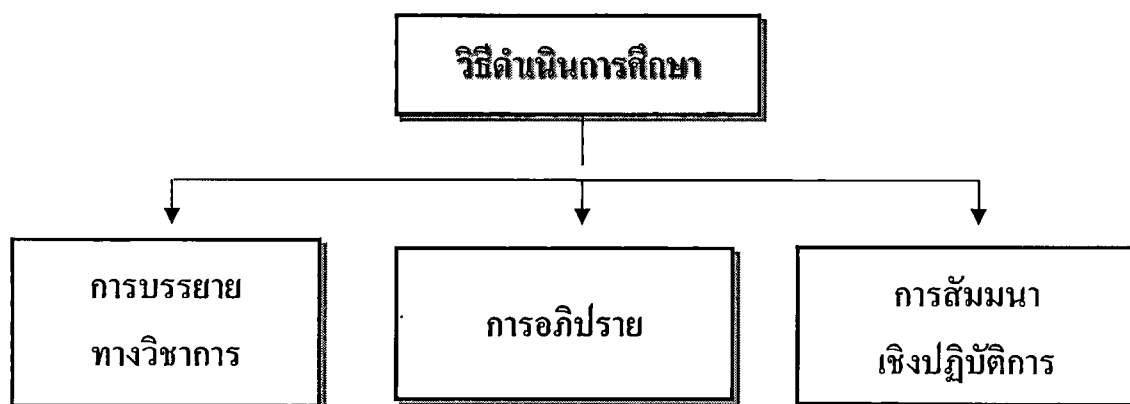 วิธีดำเนินการศึกษา
การบรรยาย
ทางวิชาการ
การอภิปราย
การสัมมนา
เชิงปฏิบัติการ